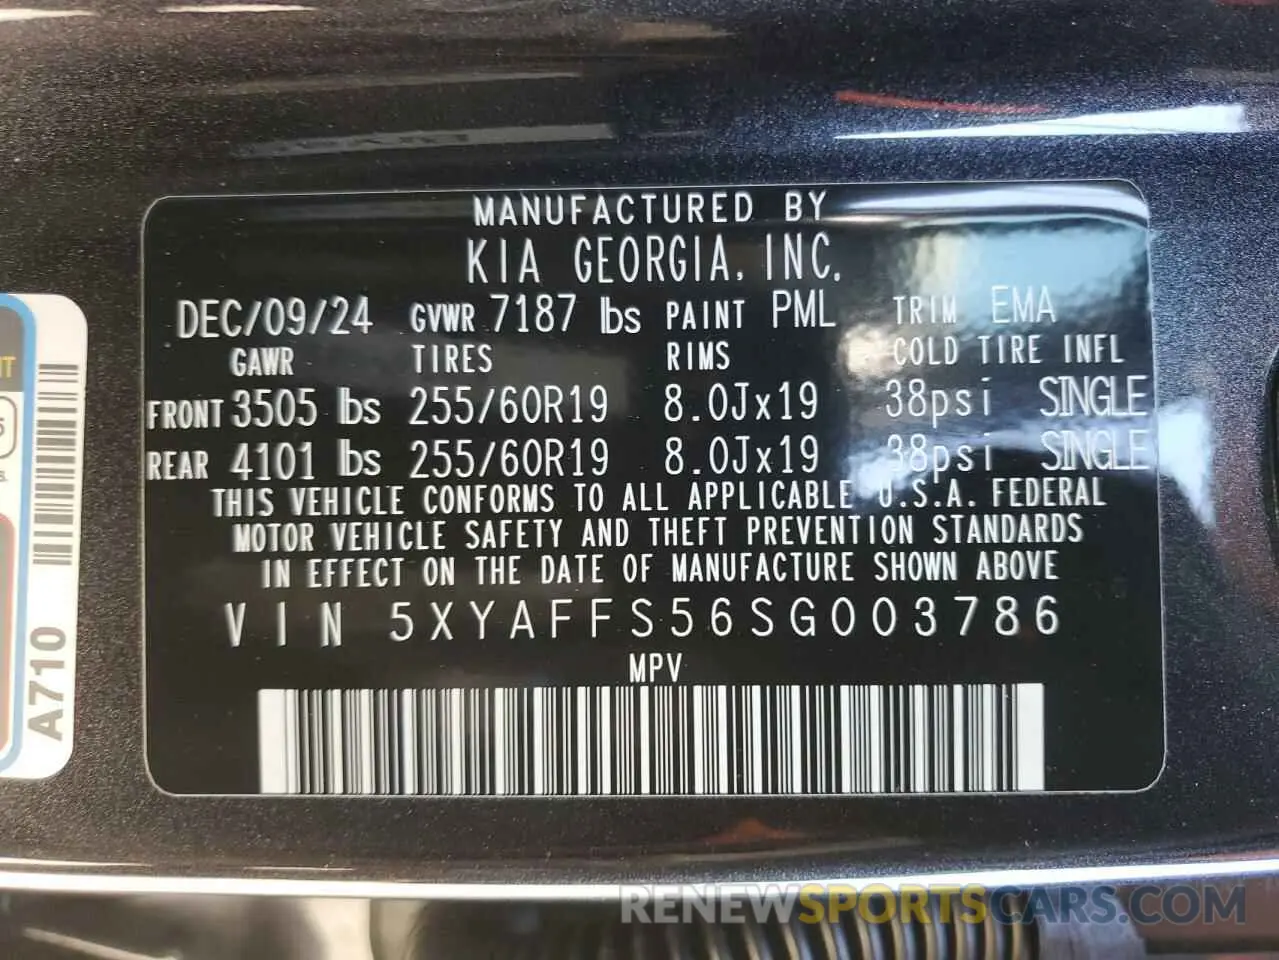 MANUFACTURED BY
KIA GEORGIA, INC.
DEC/09/24 GVWR 7187 lbs PAINT PML TRIM EMA
GAWR TIRES RIMS COLD TIRE INFL
FRONT 3505 lbs 255/60R19 8.0Jx19 38psi SINGLE
REAR 4101 lbs 255/60R19 8.0Jx19 38psi SINGLE
THIS VEHICLE CONFORMS TO ALL APPLICABLE U.S.A. FEDERAL
MOTOR VEHICLE SAFETY AND THEFT PREVENTION STANDARDS
IN EFFECT ON THE DATE OF MANUFACTURE SHOWN ABOVE
VIN 5XYAFFS56SG003786
MPV
A710
RENEWSPORTSCARS.COM